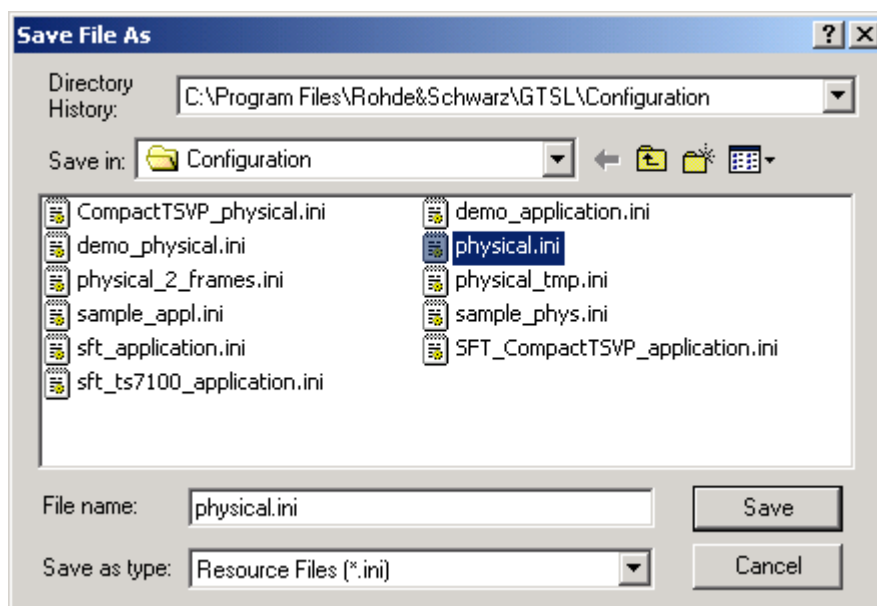 Save File As
Directory History:
C:\Program Files\Rohde&Schwarz\GTSL\Configuration
Save in:
Configuration
CompactTSVP_physical.ini
demo_physical.ini
physical_2_frames.ini
sample_appl.ini
sft_application.ini
sft_ts7100_application.ini
demo_application.ini
physical.ini
physical_tmp.ini
sample_phys.ini
SFT_CompactTSVP_application.ini
File name:
physical.ini
Save
Save as type:
Resource Files (*.ini)
Cancel